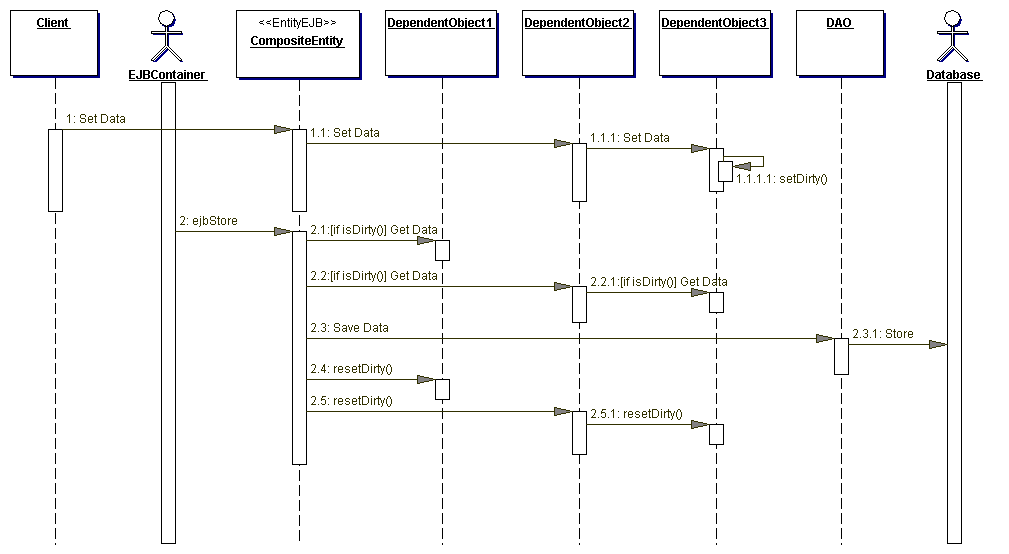 Client
EJBContainer
<<EntityEJB>>
CompositeEntity
DependentObject1
DependentObject2
DependentObject3
DAO
Database
1: Set Data
1.1: Set Data
1.1.1: Set Data
1.1.1.1: setDirty()
2: ejbStore
2.1:[if isDirty()] Get Data
2.2:[if isDirty()] Get Data
2.2.1:[if isDirty()] Get Data
2.3: Save Data
2.3.1: Store
2.4: resetDirty()
2.5: resetDirty()
2.5.1: resetDirty()